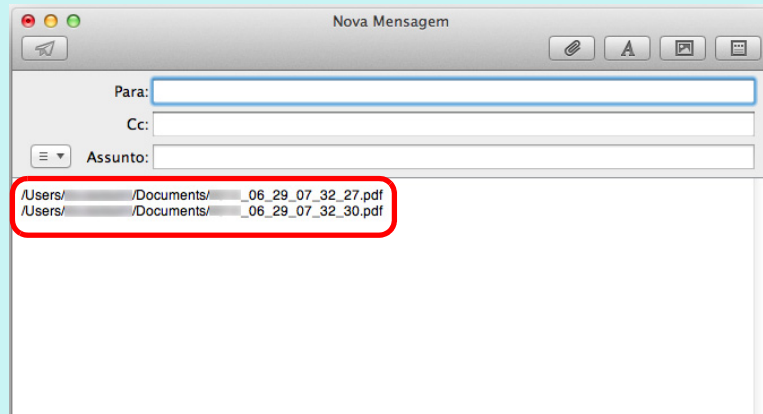 Nova Mensagem
Para:
Cc:
Assunto:
/Users/ /Documents/ _06_29_07_32_27.pdf
/Users/ /Documents/ _06_29_07_32_30.pdf